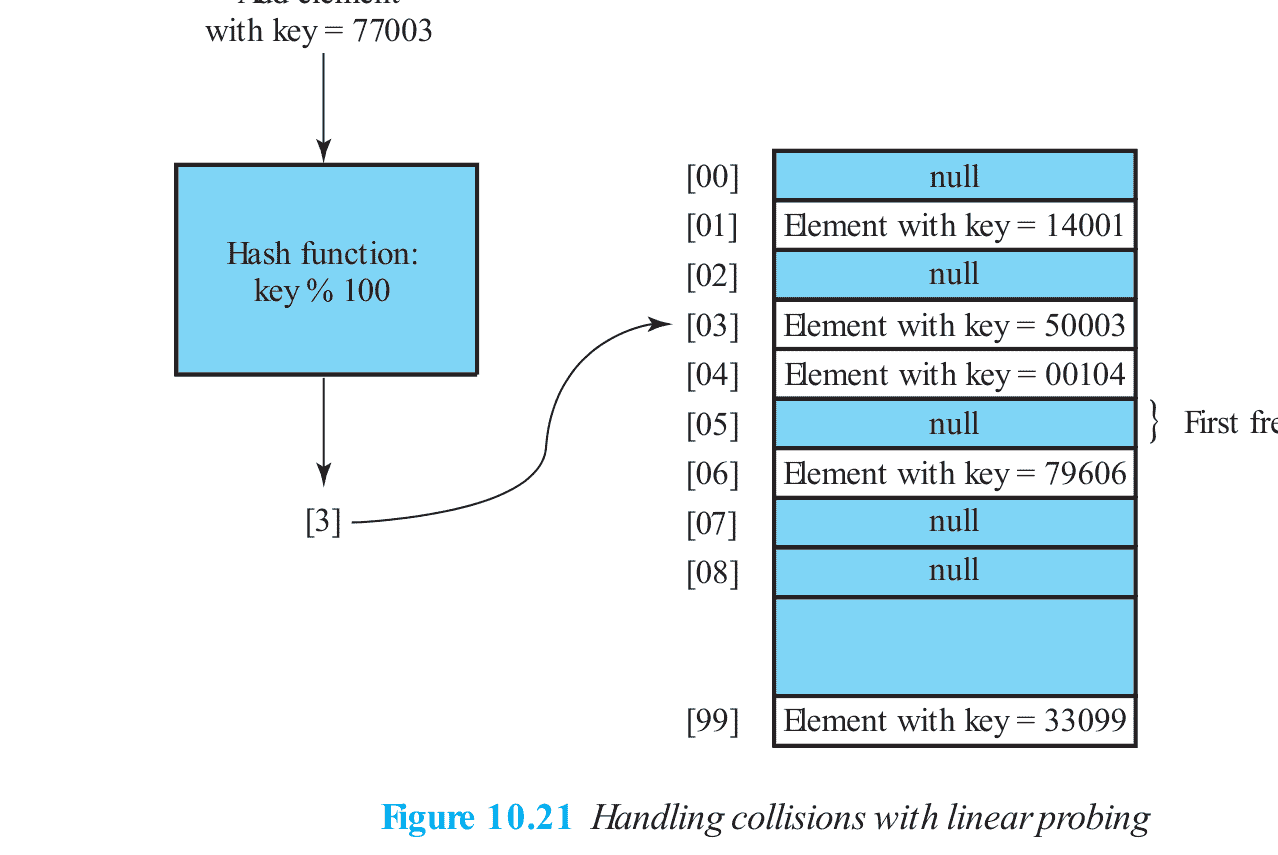 element
with key = 77003
Hash function:
key % 100
[3]
[00] null
[01] Element with key = 14001
[02] null
[03] Element with key = 50003
[04] Element with key = 00104
[05] null
First
[06] Element with key = 79606
[07] null
[08] null
[99] Element with key = 33099
Figure 10.21 Handling collisions with linear probing